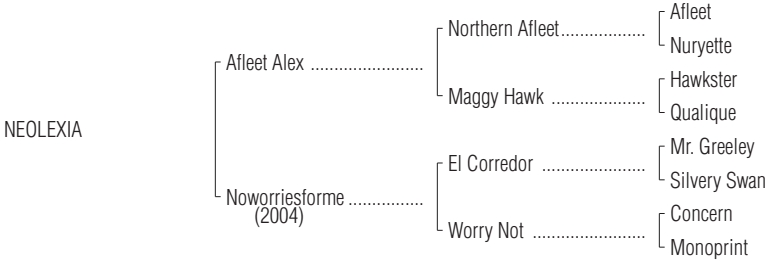 Afleet
Northern Afleet....................
Nuryette
Afleet Alex ........................
Hawkster
Maggy Hawk ......................
Qualique
NEOLEXIA
Mr. Greeley
El Corredor ........................
Silvery Swan
Noworriesforme ................
(2004)
Concern
Worry Not ..........................
Monoprint